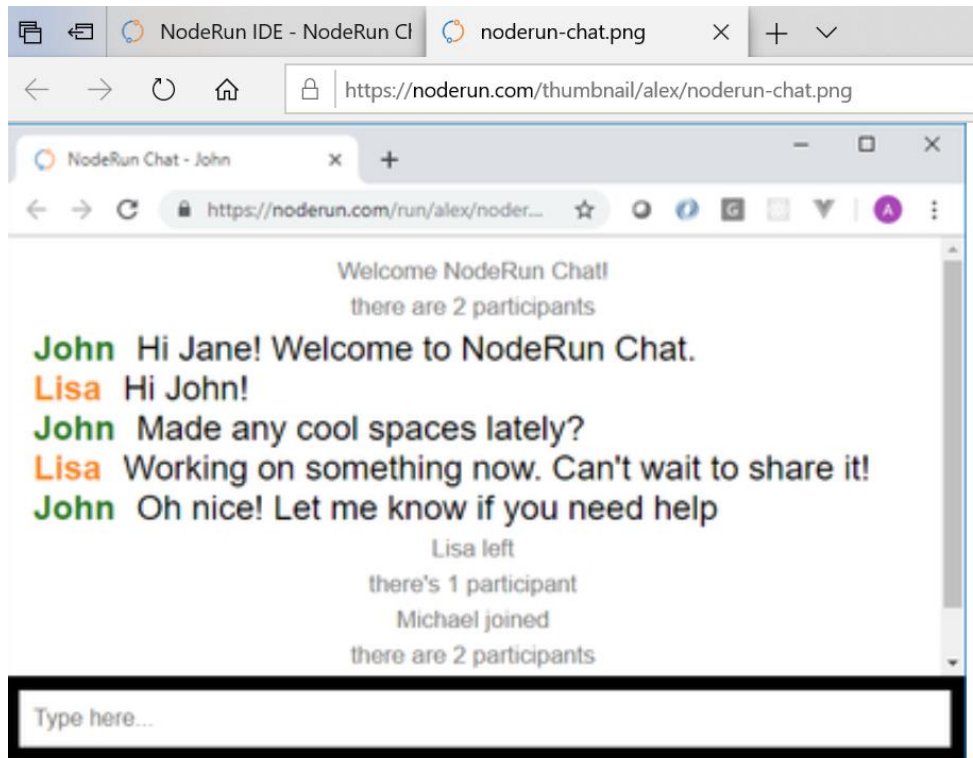 NodeRun IDE - NodeRun Cl
noderun-chat.png
https://noderun.com/thumbnail/alex/noderun-chat.png
NodeRun Chat - John
https://noderun.com/run/alex/noder...
G
A
Welcome NodeRun Chat!
there are 2 participants
John Hi Jane! Welcome to NodeRun Chat.
Lisa Hi John!
John Made any cool spaces lately?
Lisa Working on something now. Can't wait to share it!
John Oh nice! Let me know if you need help
Lisa left
there's 1 participant
Michael joined
there are 2 participants
Type here...